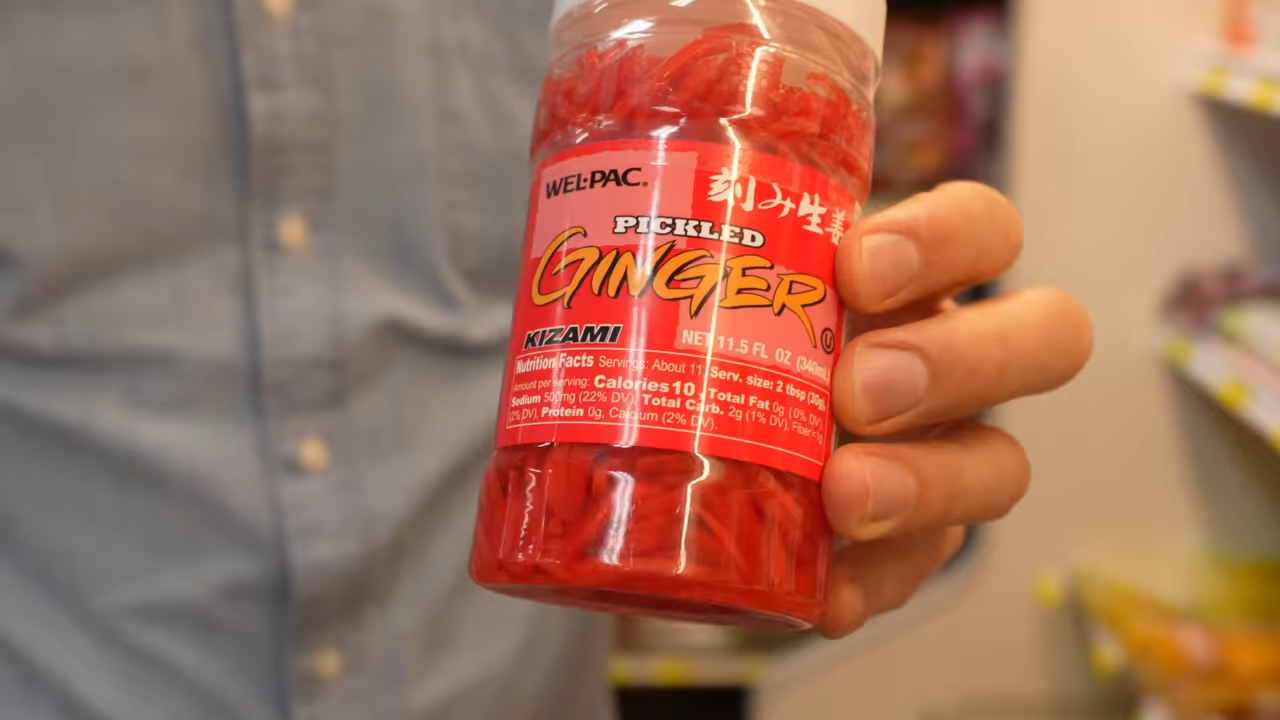 WEL·PAC®
刻み生姜
PICKLED
GINGER
KIZAMI
NET 11.5 FL OZ (340mL)
Nutrition Facts Servings: About 11, Serv. size: 2 tbsp (30g),
Amount per serving: Calories 10, Total Fat 0g (0% DV),
Sodium 500mg (22% DV), Total Carb. 2g (1% DV), Fiber <1g
(2% DV), Protein 0g, Calcium (2% DV).